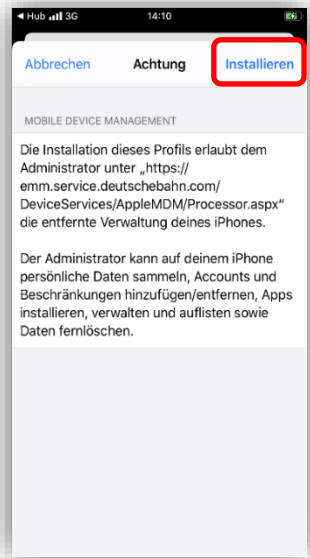 ◀ Hub 3G 14:10
Abbrechen Achtung Installieren
MOBILE DEVICE MANAGEMENT
Die Installation dieses Profils erlaubt dem
Administrator unter „https://
emm.service.deutschebahn.com/
DeviceServices/AppleMDM/Processor.aspx“
die entfernte Verwaltung deines iPhones.
Der Administrator kann auf deinem iPhone
persönliche Daten sammeln, Accounts und
Beschränkungen hinzufügen/entfernen, Apps
installieren, verwalten und auflisten sowie
Daten fernlöschen.